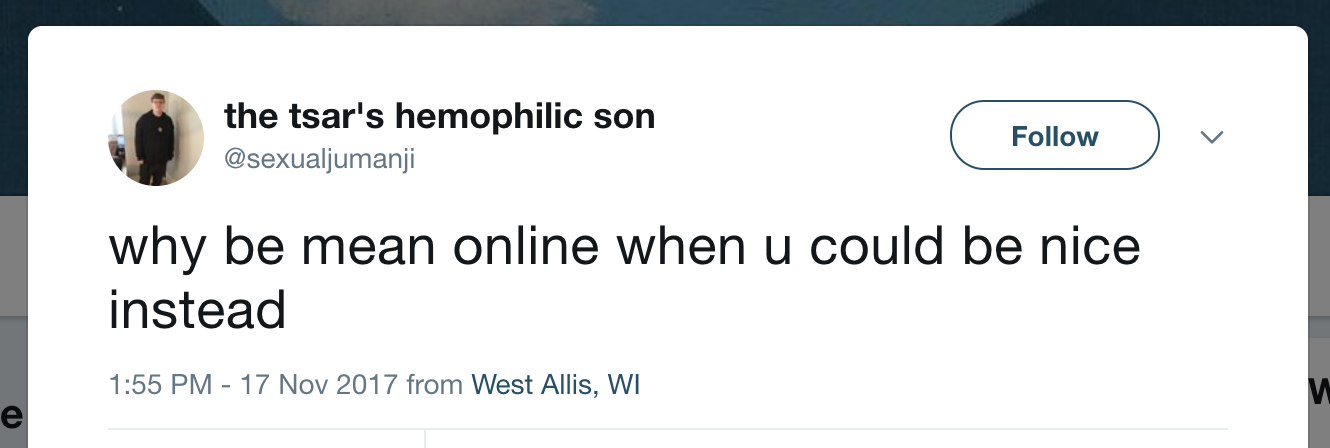 the tsar's hemophilic son
@sexualjumanji
Follow
why be mean online when u could be nice
instead
1:55 PM - 17 Nov 2017 from West Allis, WI
e
W